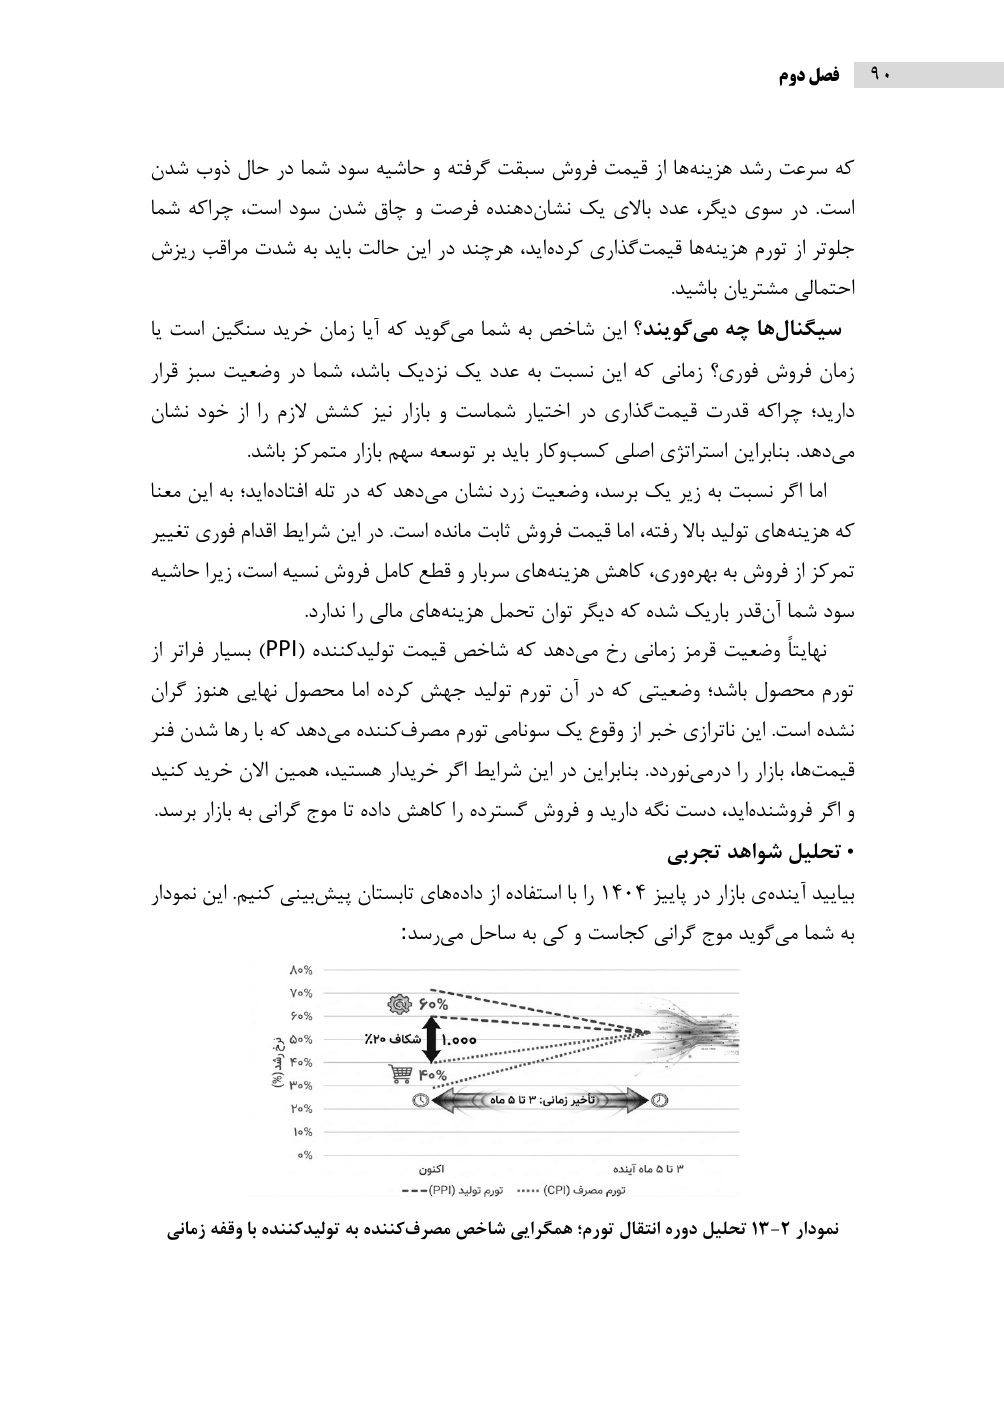 ۹۰ فصل دوم
که سرعت رشد هزینه‌ها از قیمت فروش سبقت گرفته و حاشیه سود شما در حال ذوب شدن
است. در سوی دیگر، عدد بالای یک نشان‌دهنده فرصت و چاق شدن سود است، چراکه شما
جلوتر از تورم هزینه‌ها قیمت‌گذاری کرده‌اید، هرچند در این حالت باید به شدت مراقب ریزش
احتمالی مشتریان باشید.
سیگنال‌ها چه می‌گویند؟ این شاخص به شما می‌گوید که آیا زمان خرید سنگین است یا
زمان فروش فوری؟ زمانی که این نسبت به عدد یک نزدیک باشد، شما در وضعیت سبز قرار
دارید؛ چراکه قدرت قیمت‌گذاری در اختیار شماست و بازار نیز کشش لازم را از خود نشان
می‌دهد. بنابراین استراتژی اصلی کسب‌وکار باید بر توسعه سهم بازار متمرکز باشد.
اما اگر نسبت به زیر یک برسد، وضعیت زرد نشان می‌دهد که در تله افتاده‌اید؛ به این معنا
که هزینه‌های تولید بالا رفته، اما قیمت فروش ثابت مانده است. در این شرایط اقدام فوری تغییر
تمرکز از فروش به بهره‌وری، کاهش هزینه‌های سربار و قطع کامل فروش نسیه است، زیرا حاشیه
سود شما آن‌قدر باریک شده که دیگر توان تحمل هزینه‌های مالی را ندارد.
نهایتاً وضعیت قرمز زمانی رخ می‌دهد که شاخص قیمت تولیدکننده (PPI) بسیار فراتر از
تورم محصول باشد؛ وضعیتی که در آن تورم تولید جهش کرده اما محصول نهایی هنوز گران
نشده است. این ناترازی خبر از وقوع یک سونامی تورم مصرف‌کننده می‌دهد که با رها شدن فنر
قیمت‌ها، بازار را درمی‌نوردد. بنابراین در این شرایط اگر خریدار هستید، همین الان خرید کنید
و اگر فروشنده‌اید، دست نگه دارید و فروش گسترده را کاهش داده تا موج گرانی به بازار برسد.
• تحلیل شواهد تجربی
بیایید آینده‌ی بازار در پاییز ۱۴۰۴ را با استفاده از داده‌های تابستان پیش‌بینی کنیم. این نمودار
به شما می‌گوید موج گرانی کجاست و کی به ساحل می‌رسد:
نرخ رشد (%)
۸۰%
۷۰%
۶۰%
۵۰%
۴۰%
۳۰%
۲۰%
۱۰%
۰%
۶۰%
شکاف ۲۰٪
۱.۰۰۰
۴۰%
تأخیر زمانی: ۳ تا ۵ ماه
اکنون
۳ تا ۵ ماه آینده
تورم مصرف (CPI) تورم تولید (PPI)
نمودار ۲-۱۳ تحلیل دوره انتقال تورم؛ همگرایی شاخص مصرف‌کننده به تولیدکننده با وقفه زمانی